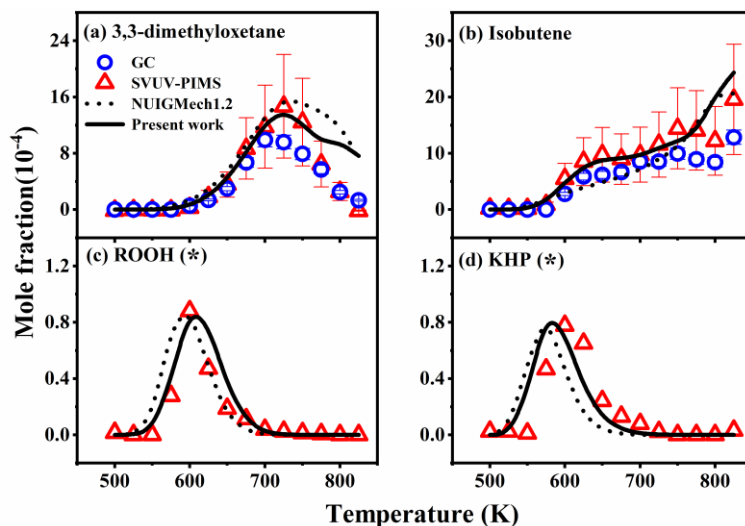 (a) 3,3-dimethyloxetane
(b) Isobutene
GC
SVUV-PIMS
NUIGMech1.2
Present work
24
16
8
0
30
20
10
0
Mole fraction(10⁻⁴)
(c) ROOH (*)
(d) KHP (*)
1.2
0.8
0.4
0.0
1.2
0.8
0.4
0.0
500 600 700 800
500 600 700 800
Temperature (K)